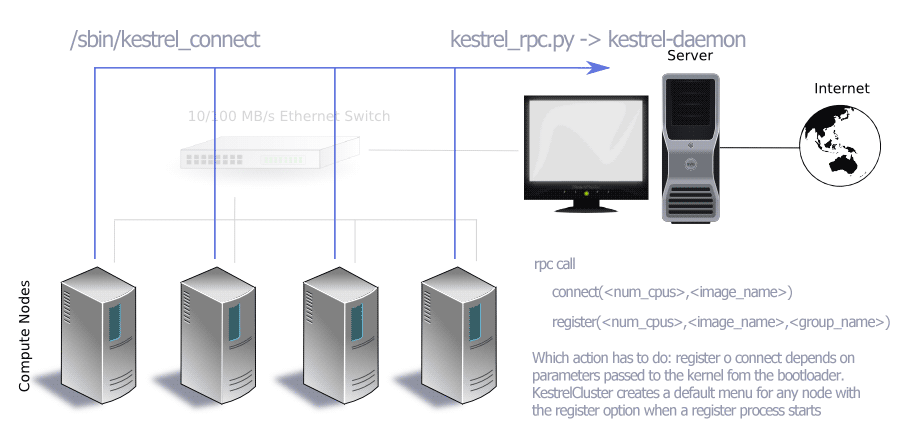 /sbin/kestrel_connect
kestrel_rpc.py -> kestrel-daemon
Server
Internet
10/100 MB/s Ethernet Switch
rpc call
connect(<num_cpus>,<image_name>)
register(<num_cpus>,<image_name>,<group_name>)
Compute Nodes
Which action has to do: register o connect depends on
parameters passed to the kernel fom the bootloader.
KestrelCluster creates a default menu for any node with
the register option when a register process starts